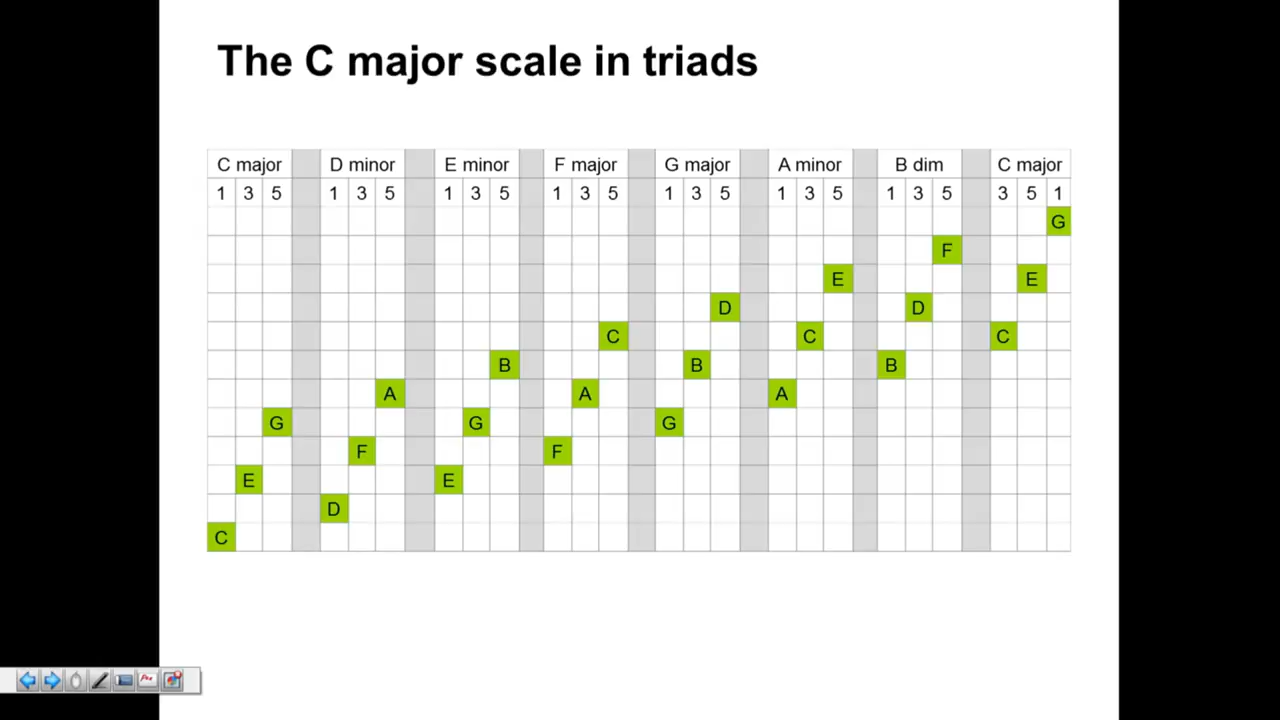 The C major scale in triads
C major D minor E minor F major G major A minor B dim C major
1 3 5 1 3 5 1 3 5 1 3 5 1 3 5 1 3 5 1 3 5 3 5 1
G
F
E E
D D
C C C
B B B
A A A
G G G
F F
E E
D
C